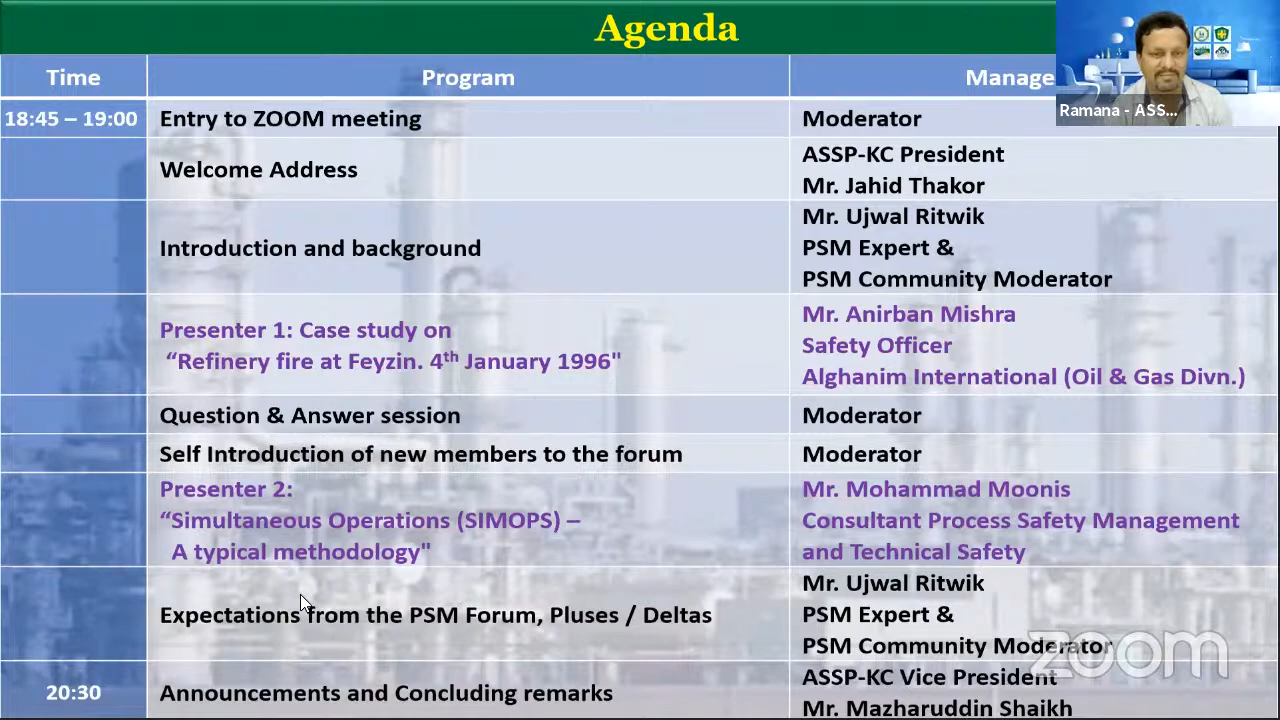 Agenda
Time Program Manage
Ramana - ASS...
18:45 – 19:00 Entry to ZOOM meeting Moderator
Welcome Address
ASSP-KC President
Mr. Jahid Thakor
Introduction and background
Mr. Ujwal Ritwik
PSM Expert &
PSM Community Moderator
Presenter 1: Case study on
“Refinery fire at Feyzin. 4th January 1996"
Mr. Anirban Mishra
Safety Officer
Alghanim International (Oil & Gas Divn.)
Question & Answer session Moderator
Self Introduction of new members to the forum Moderator
Presenter 2:
“Simultaneous Operations (SIMOPS) –
A typical methodology"
Mr. Mohammad Moonis
Consultant Process Safety Management
and Technical Safety
Expectations from the PSM Forum, Pluses / Deltas
Mr. Ujwal Ritwik
PSM Expert &
PSM Community Moderator
zoom
20:30 Announcements and Concluding remarks
ASSP-KC Vice President
Mr. Mazharuddin Shaikh